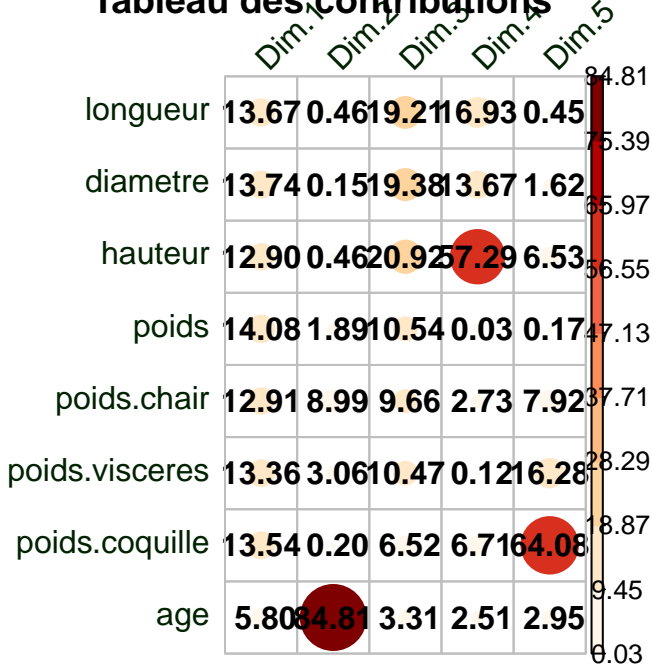 Tableau des contributions
Dim.1 Dim.2 Dim.3 Dim.4 Dim.5
longueur 13.67 0.46 19.21 16.93 0.45
diametre 13.74 0.15 19.38 13.67 1.62
hauteur 12.90 0.46 20.92 57.29 6.53
poids 14.08 1.89 10.54 0.03 0.17
poids.chair 12.91 8.99 9.66 2.73 7.92
poids.visceres 13.36 3.06 10.47 0.12 16.28
poids.coquille 13.54 0.20 6.52 6.71 64.08
age 5.80 84.81 3.31 2.51 2.95
84.81
75.39
65.97
56.55
47.13
37.71
28.29
18.87
9.45
0.03